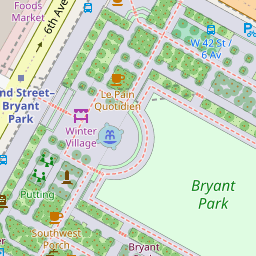 Foods
Market
6th Ave
W 42 St /
6 Av
nd Street–
Bryant
Park
Le Pain
Quotidien
Winter
Village
Bryant
Park
Putting
Southwest
Porch
Bryant